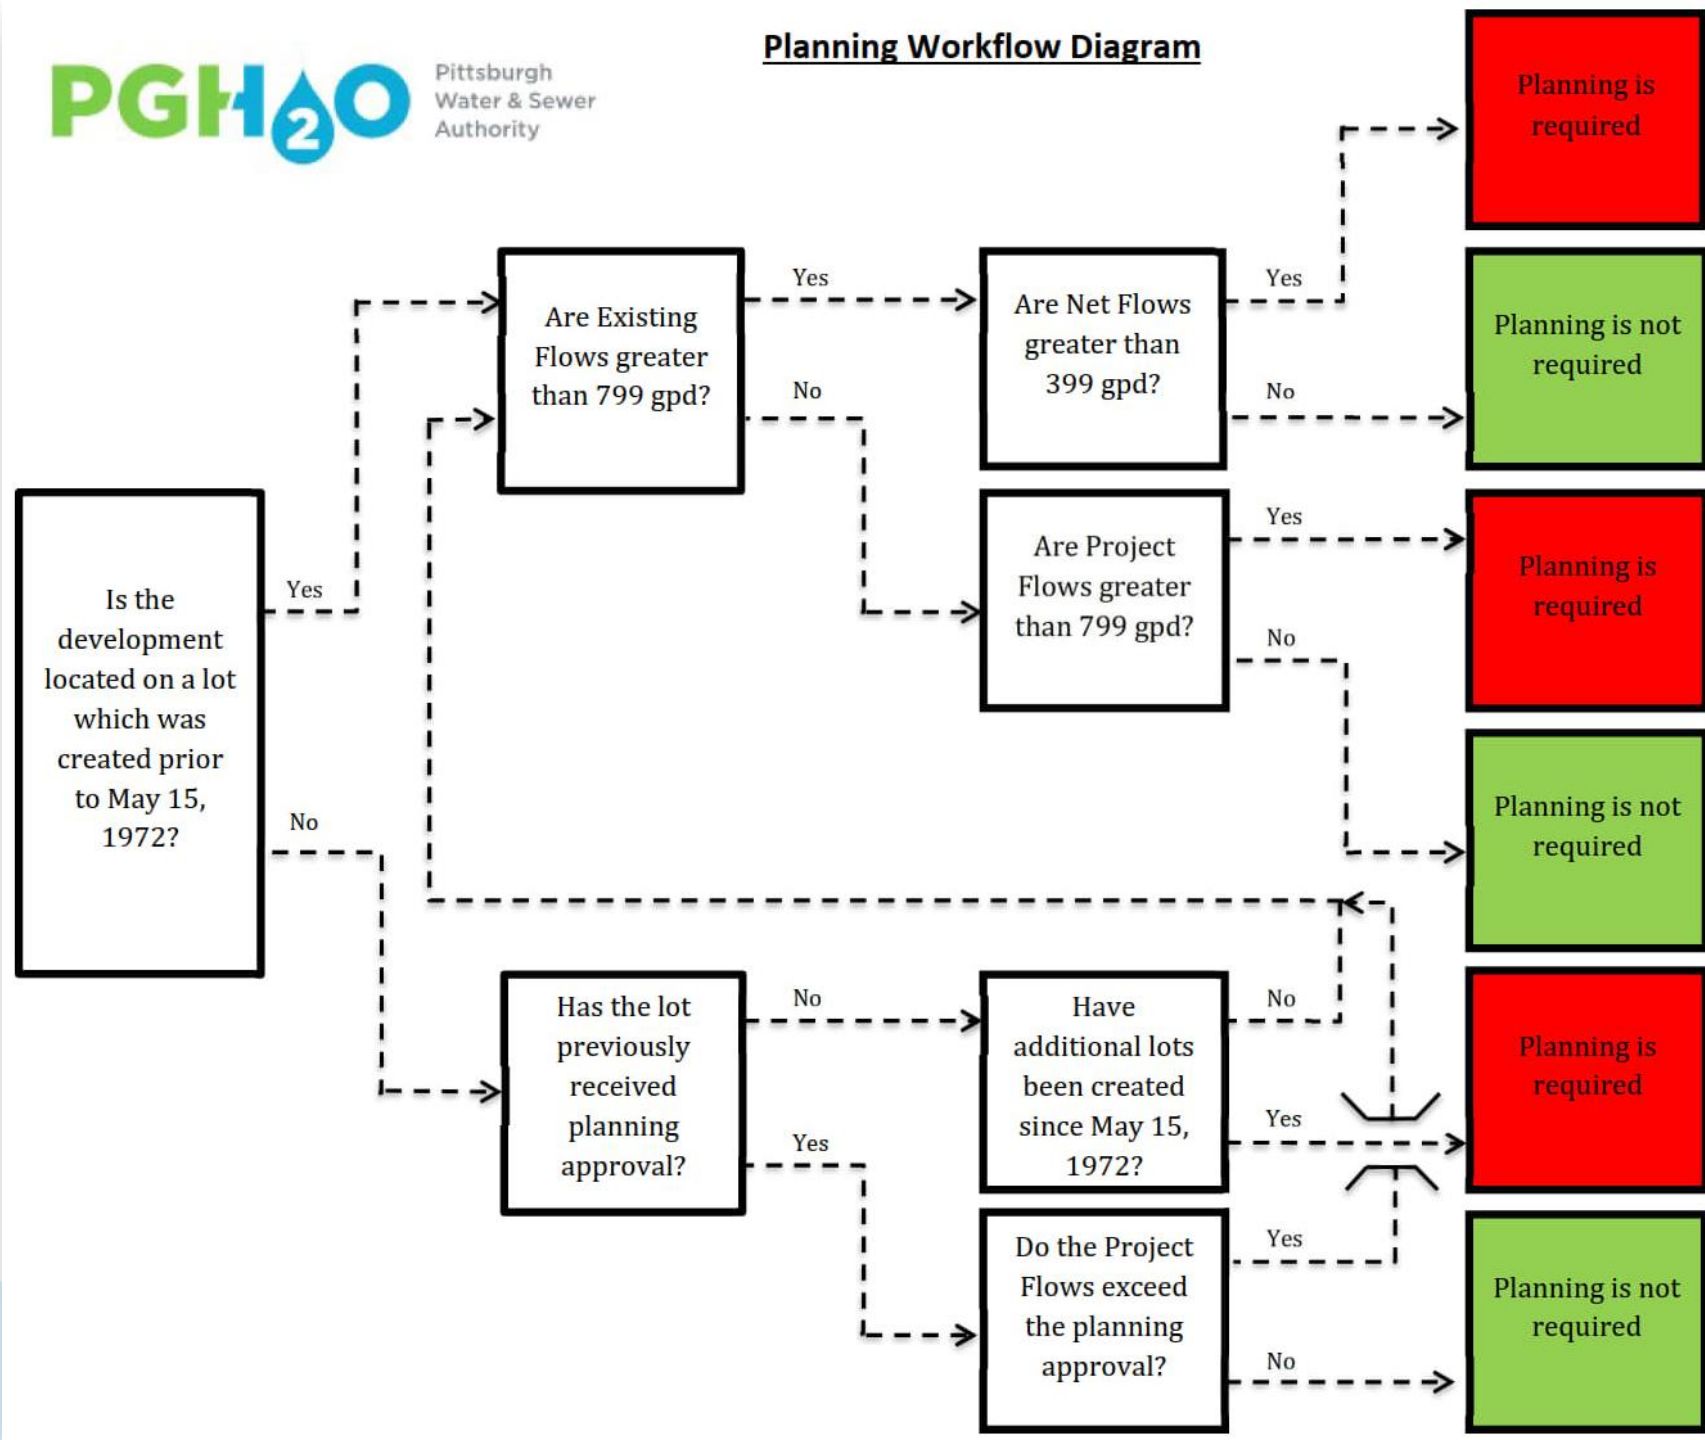 Planning Workflow Diagram
PGH2O
Pittsburgh
Water & Sewer
Authority
Is the
development
located on a lot
which was
created prior
to May 15,
1972?
Yes
No
Are Existing
Flows greater
than 799 gpd?
Yes
No
Are Net Flows
greater than
399 gpd?
Yes
No
Planning is
required
Planning is not
required
Are Project
Flows greater
than 799 gpd?
Yes
No
Planning is
required
Planning is not
required
Has the lot
previously
received
planning
approval?
No
Yes
Have
additional lots
been created
since May 15,
1972?
No
Yes
Planning is
required
Do the Project
Flows exceed
the planning
approval?
Yes
No
Planning is not
required